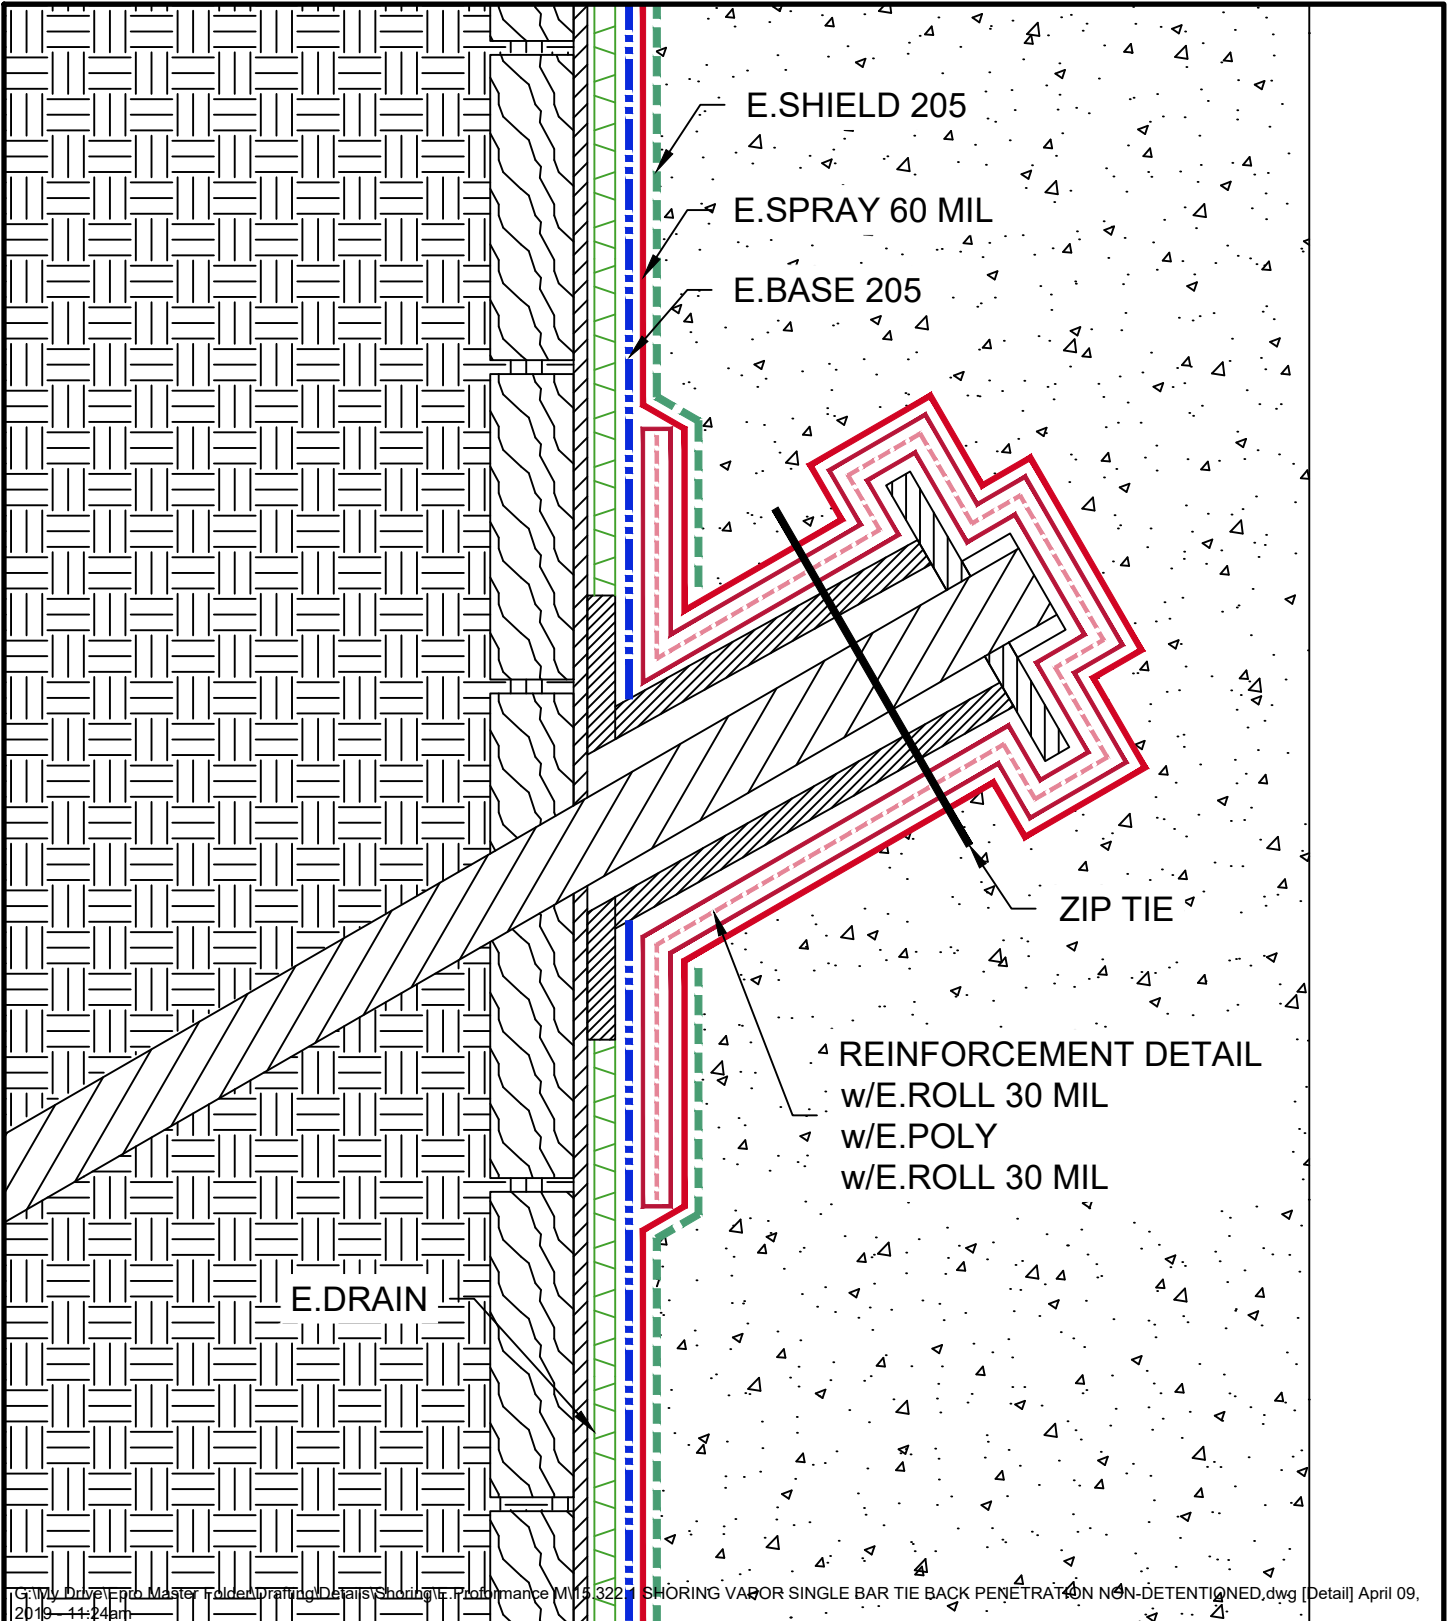 E.SHIELD 205
E.SPRAY 60 MIL
E.BASE 205
ZIP TIE
REINFORCEMENT DETAIL
w/E.ROLL 30 MIL
w/E.POLY
w/E.ROLL 30 MIL
E.DRAIN
G:\My Drive\Epro Master Folder\Drafting\Details\Shoring\E.Proformance M\15.322.1 SHORING VAPOR SINGLE BAR TIE BACK PENETRATION NON-DETENTIONED.dwg [Detail] April 09,
2019 - 11:24am